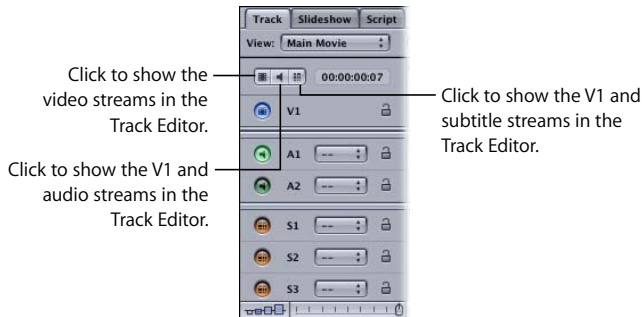 Track Slideshow Script
View: Main Movie
00:00:00:07
Click to show the
video streams in the
Track Editor.
V1
Click to show the V1 and
subtitle streams in the
Track Editor.
Click to show the V1 and
audio streams in the
Track Editor.
A1 --
A2 --
S1 --
S2 --
S3 --